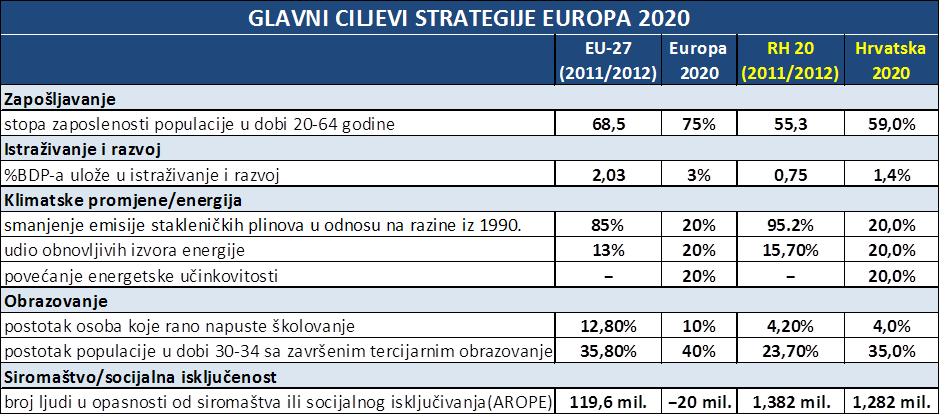 GLAVNI CILJEVI STRATEGIJE EUROPA 2020
EU-27 (2011/2012) Europa 2020 RH 20 (2011/2012) Hrvatska 2020
Zapošljavanje
stopa zaposlenosti populacije u dobi 20-64 godine 68,5 75% 55,3 59,0%
Istraživanje i razvoj
%BDP-a ulože u istraživanje i razvoj 2,03 3% 0,75 1,4%
Klimatske promjene/energija
smanjenje emisije stakleničkih plinova u odnosu na razine iz 1990. 85% 20% 95.2% 20,0%
udio obnovljivih izvora energije 13% 20% 15,70% 20,0%
povećanje energetske učinkovitosti – 20% – 20,0%
Obrazovanje
postotak osoba koje rano napuste školovanje 12,80% 10% 4,20% 4,0%
postotak populacije u dobi 30-34 sa završenim tercijarnim obrazovanje 35,80% 40% 23,70% 35,0%
Siromaštvo/socijalna isključenost
broj ljudi u opasnosti od siromaštva ili socijalnog isključivanja(AROPE) 119,6 mil. –20 mil. 1,382 mil. 1,282 mil.